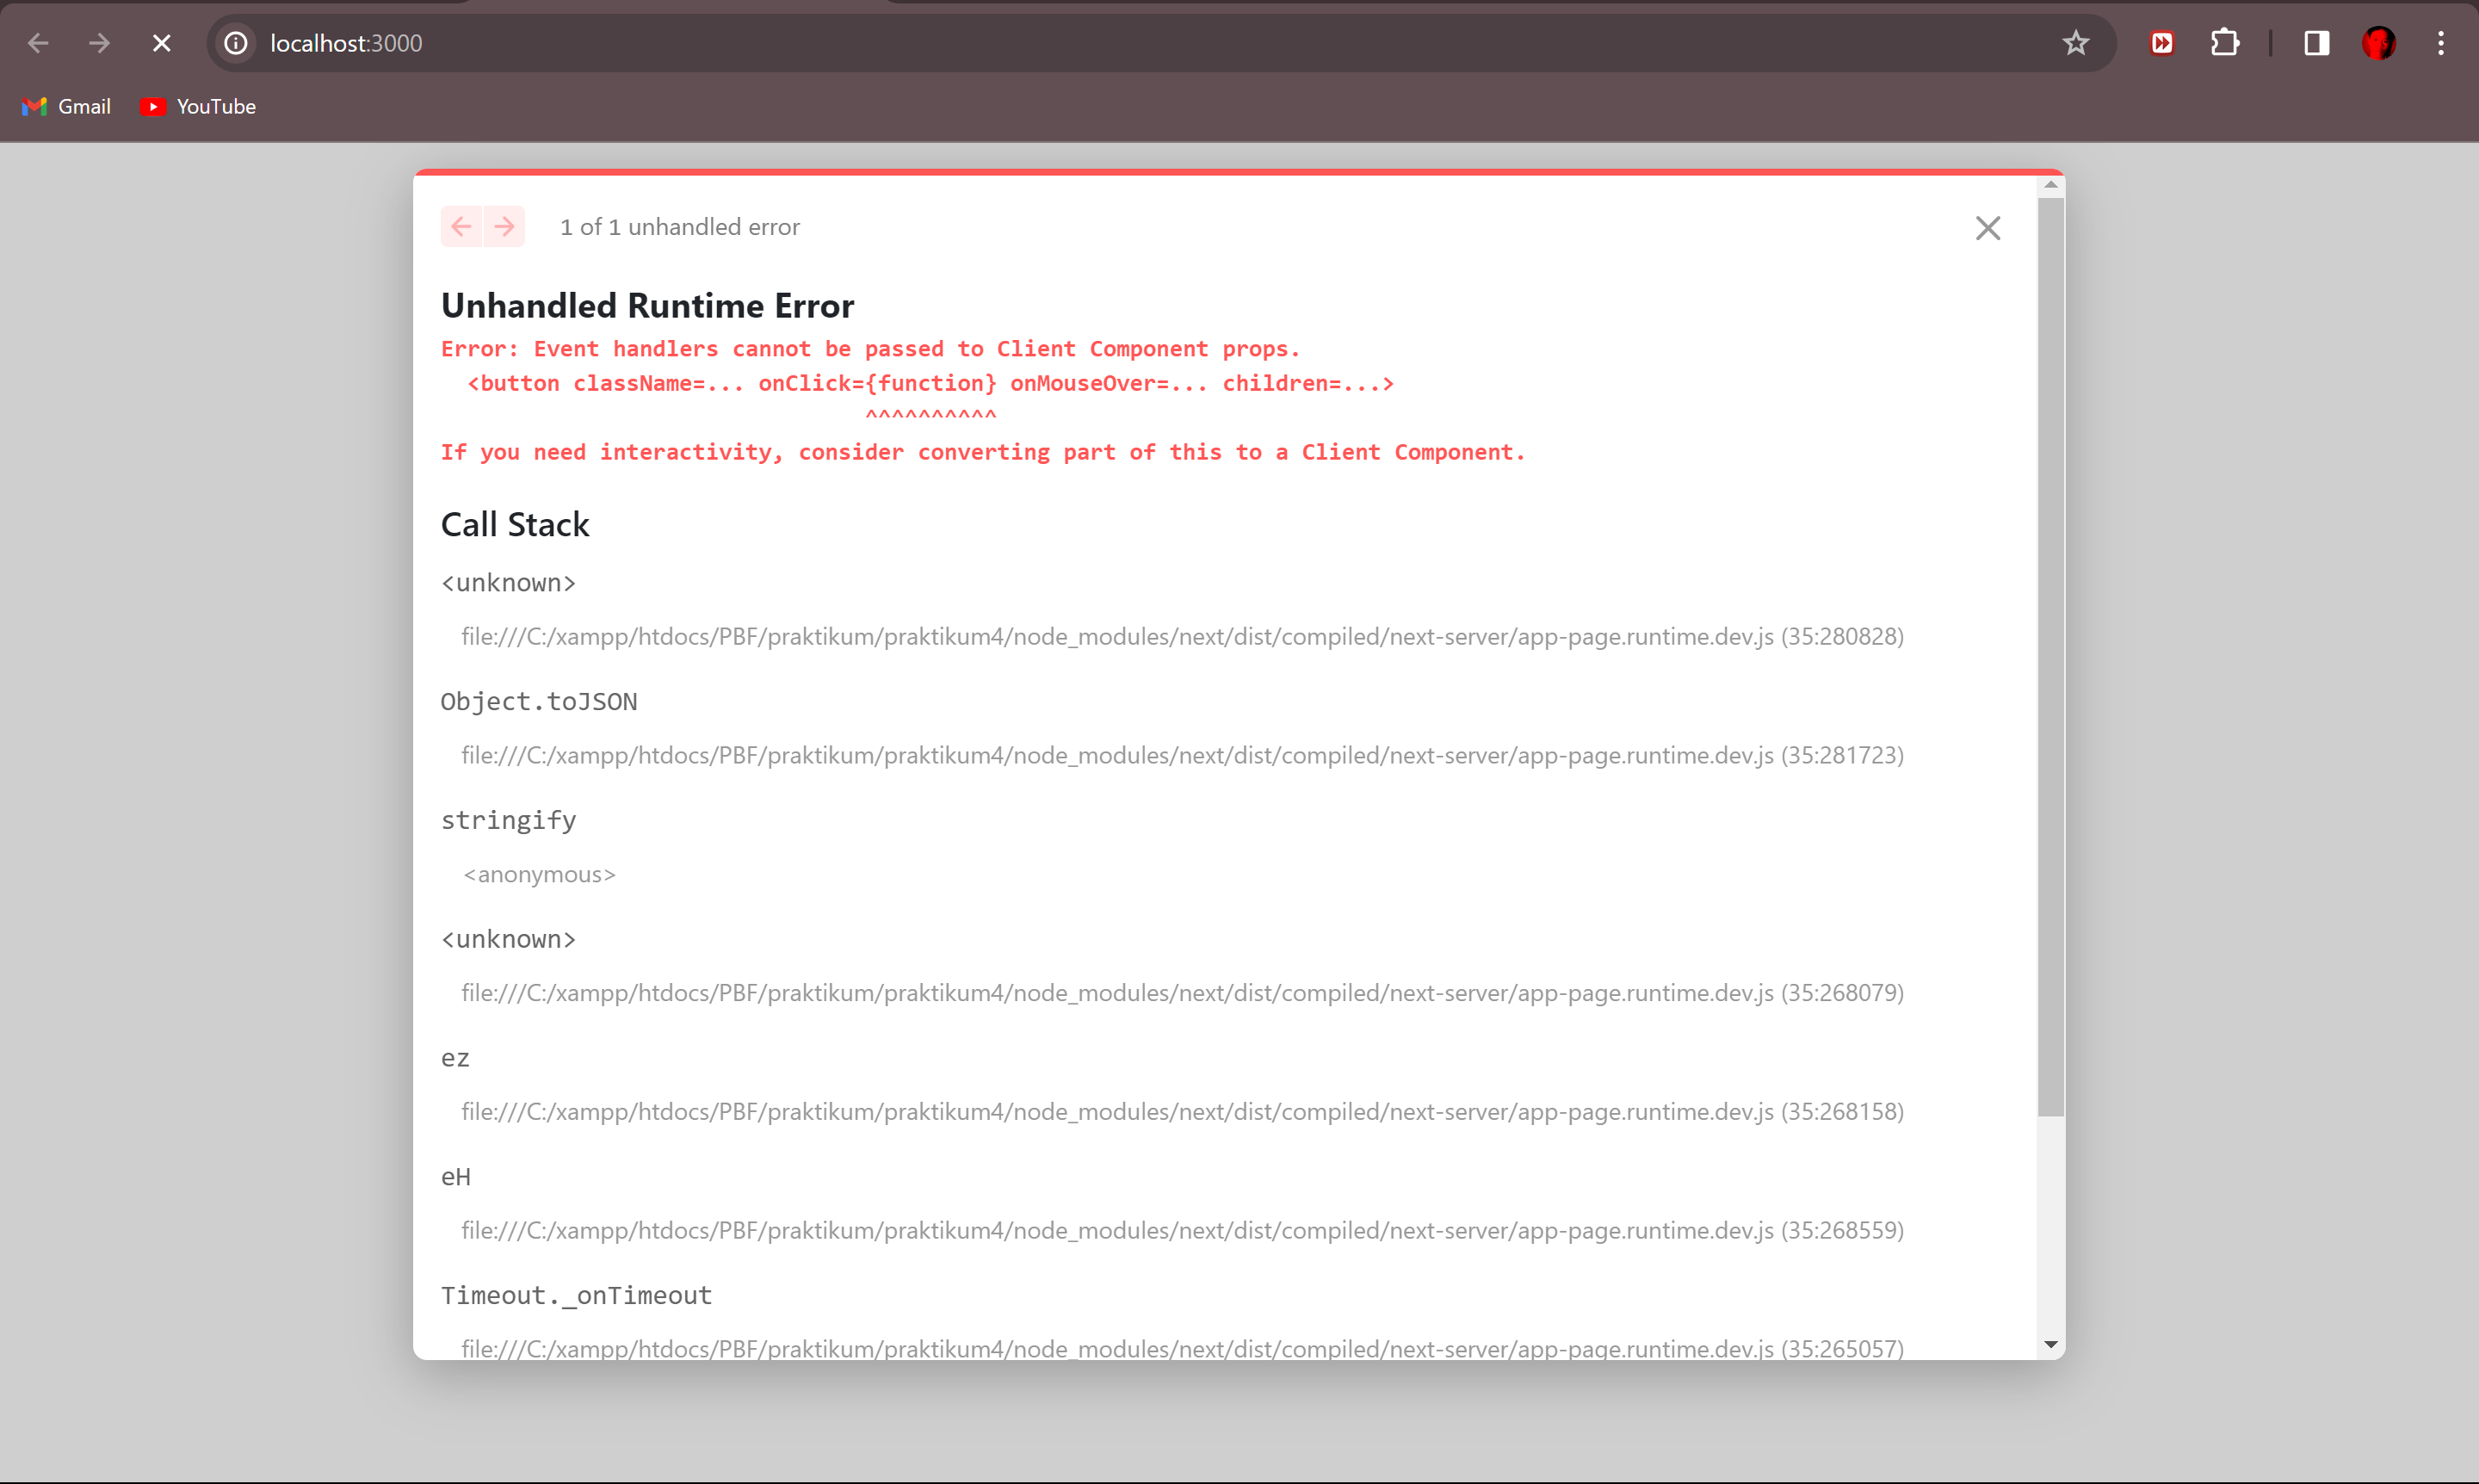 localhost:3000
Gmail YouTube
1 of 1 unhandled error
Unhandled Runtime Error
Error: Event handlers cannot be passed to Client Component props.
<button className=... onClick={function} onMouseOver=... children=...>
^^^^^^^^^^
If you need interactivity, consider converting part of this to a Client Component.
Call Stack
<unknown>
file:///C:/xampp/htdocs/PBF/praktikum/praktikum4/node_modules/next/dist/compiled/next-server/app-page.runtime.dev.js (35:280828)
Object.toJSON
file:///C:/xampp/htdocs/PBF/praktikum/praktikum4/node_modules/next/dist/compiled/next-server/app-page.runtime.dev.js (35:281723)
stringify
<anonymous>
<unknown>
file:///C:/xampp/htdocs/PBF/praktikum/praktikum4/node_modules/next/dist/compiled/next-server/app-page.runtime.dev.js (35:268079)
ez
file:///C:/xampp/htdocs/PBF/praktikum/praktikum4/node_modules/next/dist/compiled/next-server/app-page.runtime.dev.js (35:268158)
eH
file:///C:/xampp/htdocs/PBF/praktikum/praktikum4/node_modules/next/dist/compiled/next-server/app-page.runtime.dev.js (35:268559)
Timeout._onTimeout
file:///C:/xampp/htdocs/PBF/praktikum/praktikum4/node_modules/next/dist/compiled/next-server/app-page.runtime.dev.js (35:265057)